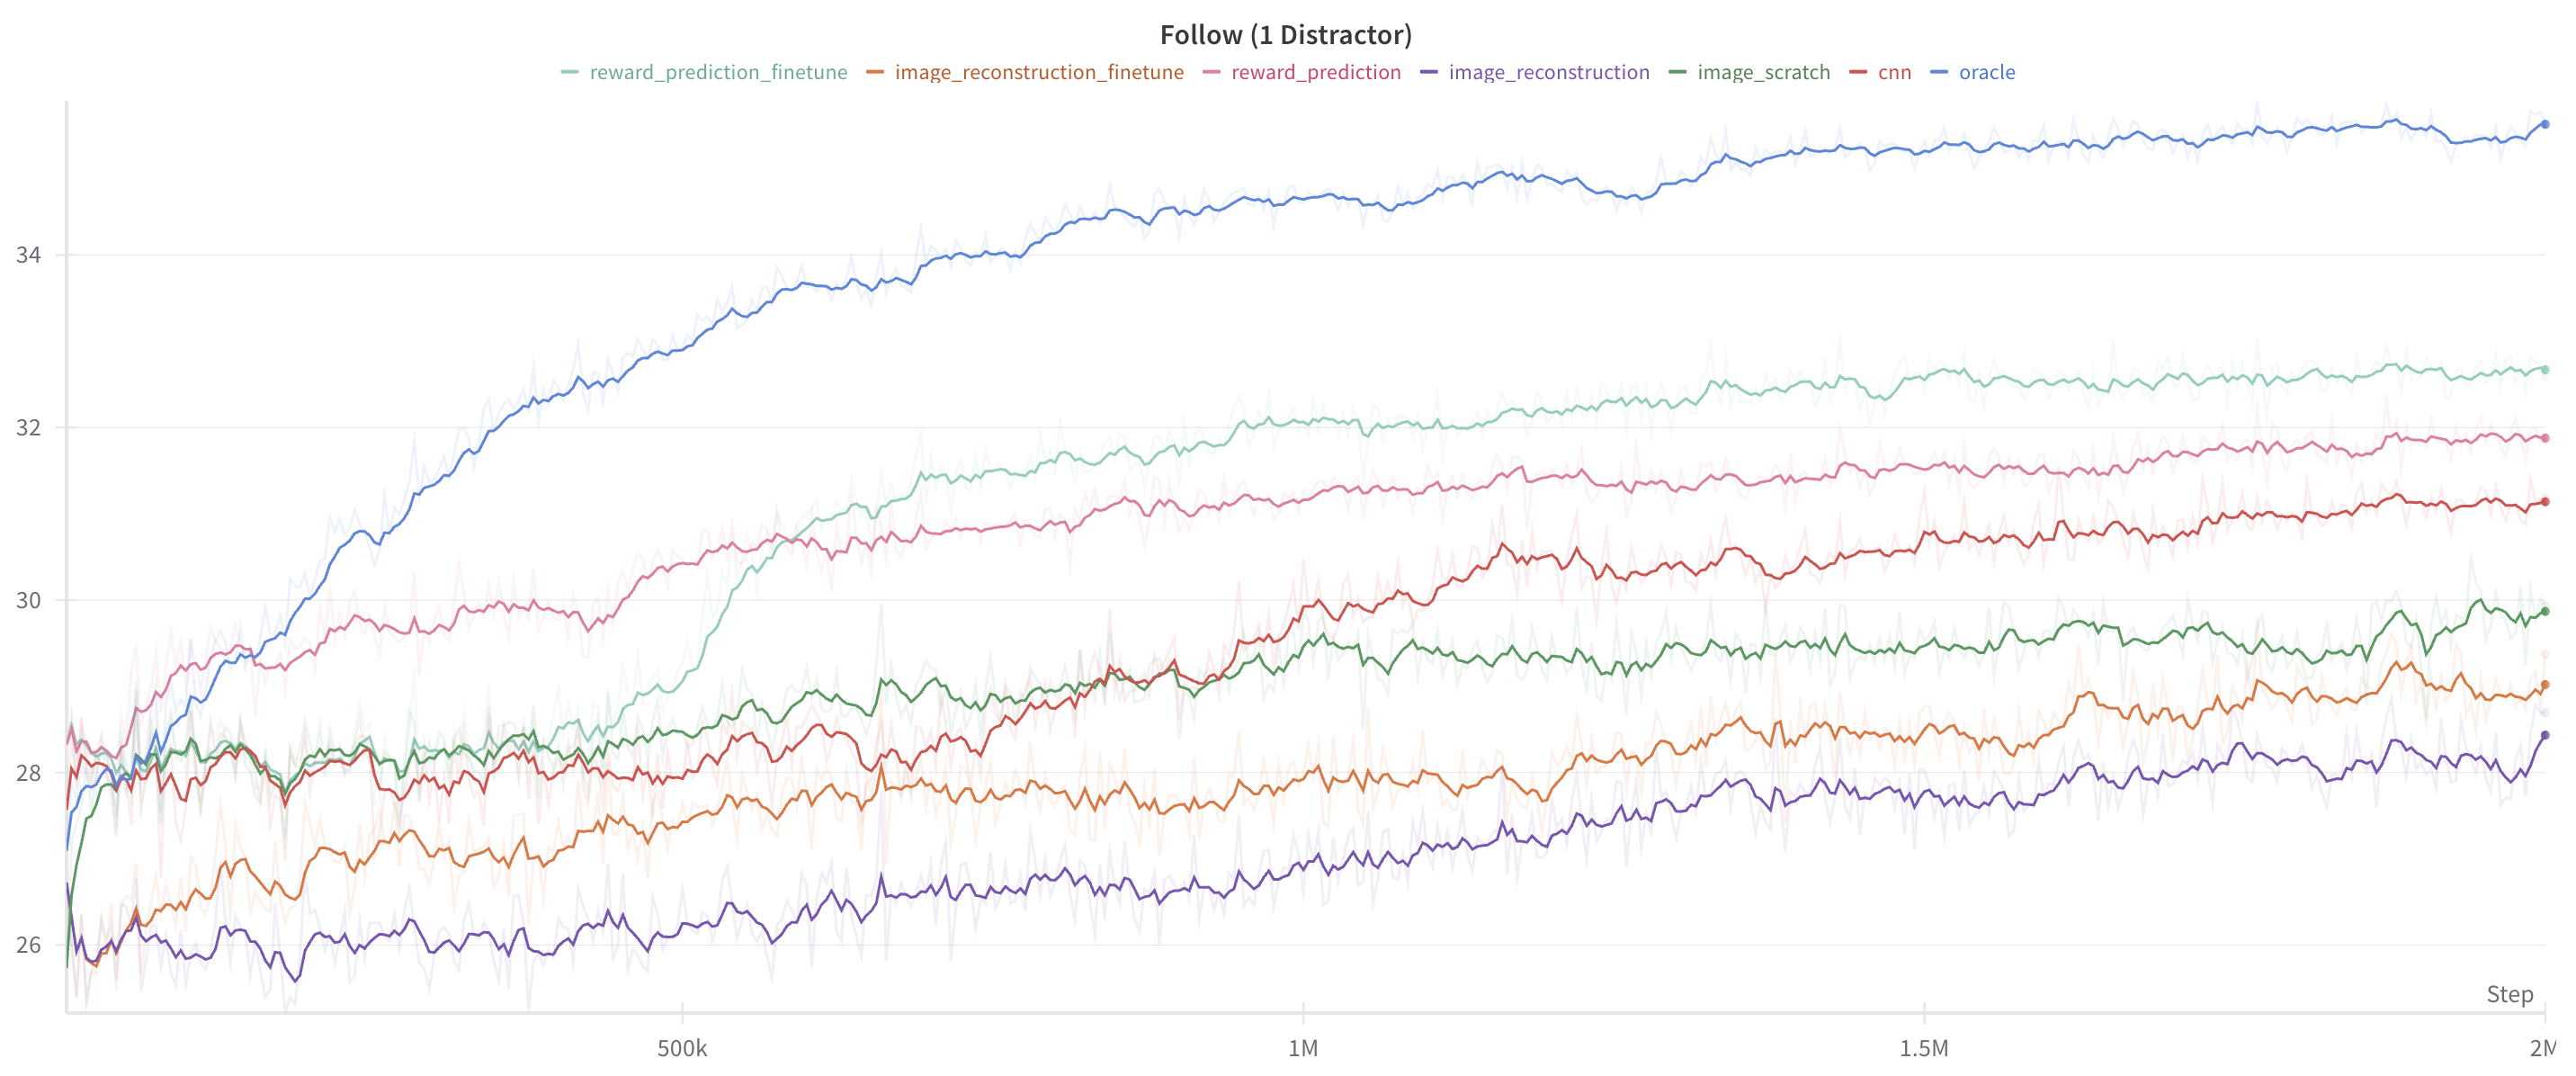 Follow (1 Distractor)
reward_prediction_finetune image_reconstruction_finetune reward_prediction image_reconstruction image_scratch cnn oracle
34
32
30
28
26
Step
500k 1M 1.5M 2M